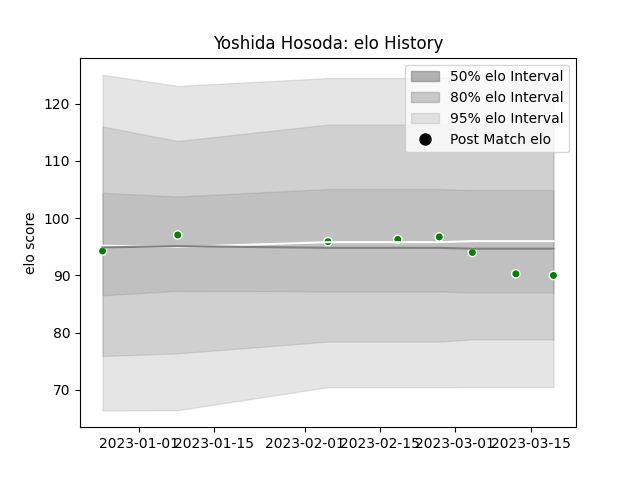 Yoshida Hosoda: elo History
50% elo Interval
80% elo Interval
95% elo Interval
Post Match elo
elo score
120
110
100
90
80
70
2023-01-01 2023-01-15 2023-02-01 2023-02-15 2023-03-01 2023-03-15